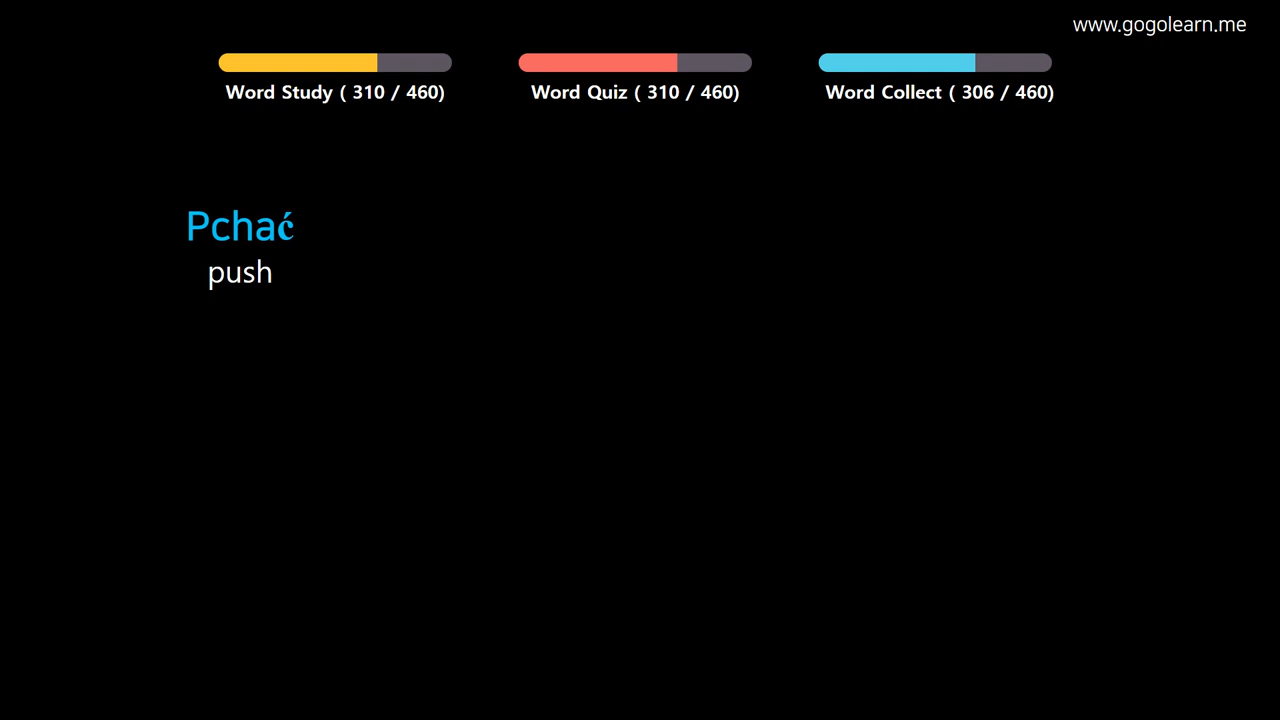 www.gogolearn.me
Word Study ( 310 / 460)
Word Quiz ( 310 / 460)
Word Collect ( 306 / 460)
Pchać
push